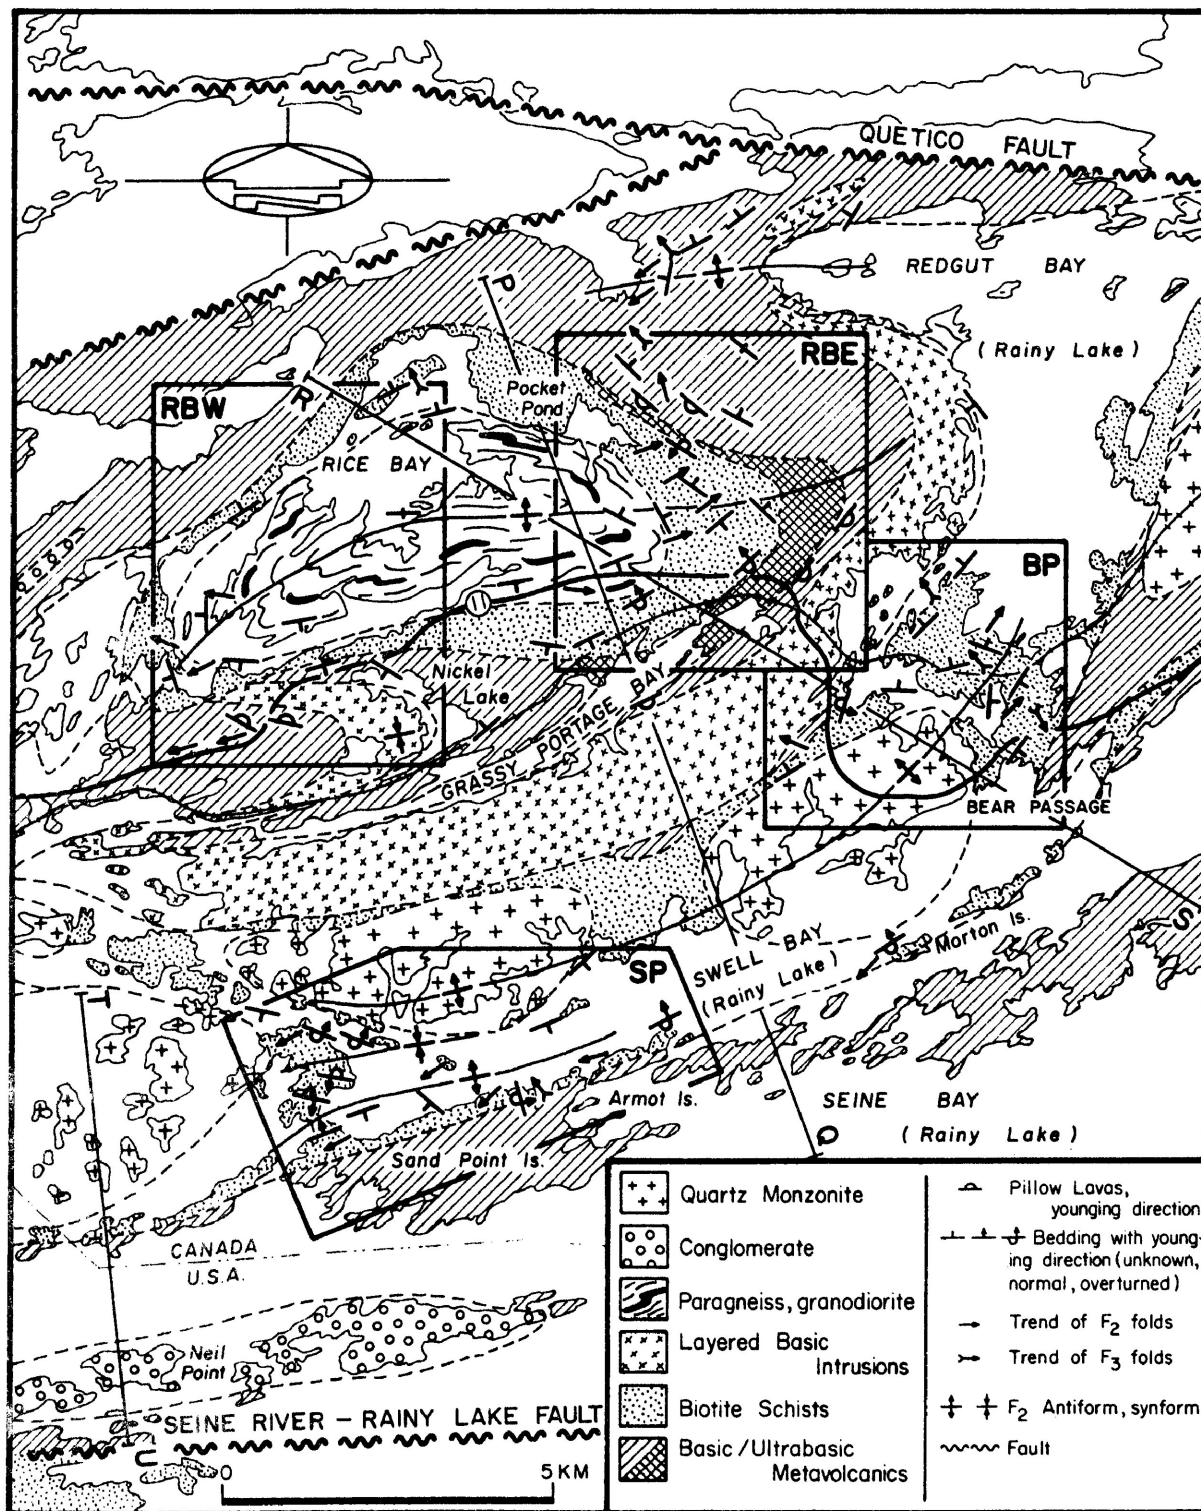 QUETICO FAULT
REDGUT BAY
(Rainy Lake)
P
RBE
RBW
R
Pocket
Pond
RICE BAY
BP
11
Nickel
Lake
GRASSY PORTAGE BAY
BEAR PASSAGE
S
Morton Is.
SWELL BAY
(Rainy Lake)
SP
T
Armot Is.
SEINE BAY
(Rainy Lake)
Q
Sand Point Is.
CANADA
U.S.A.
Neil
Point
SEINE RIVER – RAINY LAKE FAULT
U
0 5 KM
Quartz Monzonite
Conglomerate
Paragneiss, granodiorite
Layered Basic
Intrusions
Biotite Schists
Basic/Ultrabasic
Metavolcanics
Pillow Lavas,
younging direction
Bedding with young-
ing direction (unknown,
normal, overturned)
Trend of F2 folds
Trend of F3 folds
F2 Antiform, synform
Fault